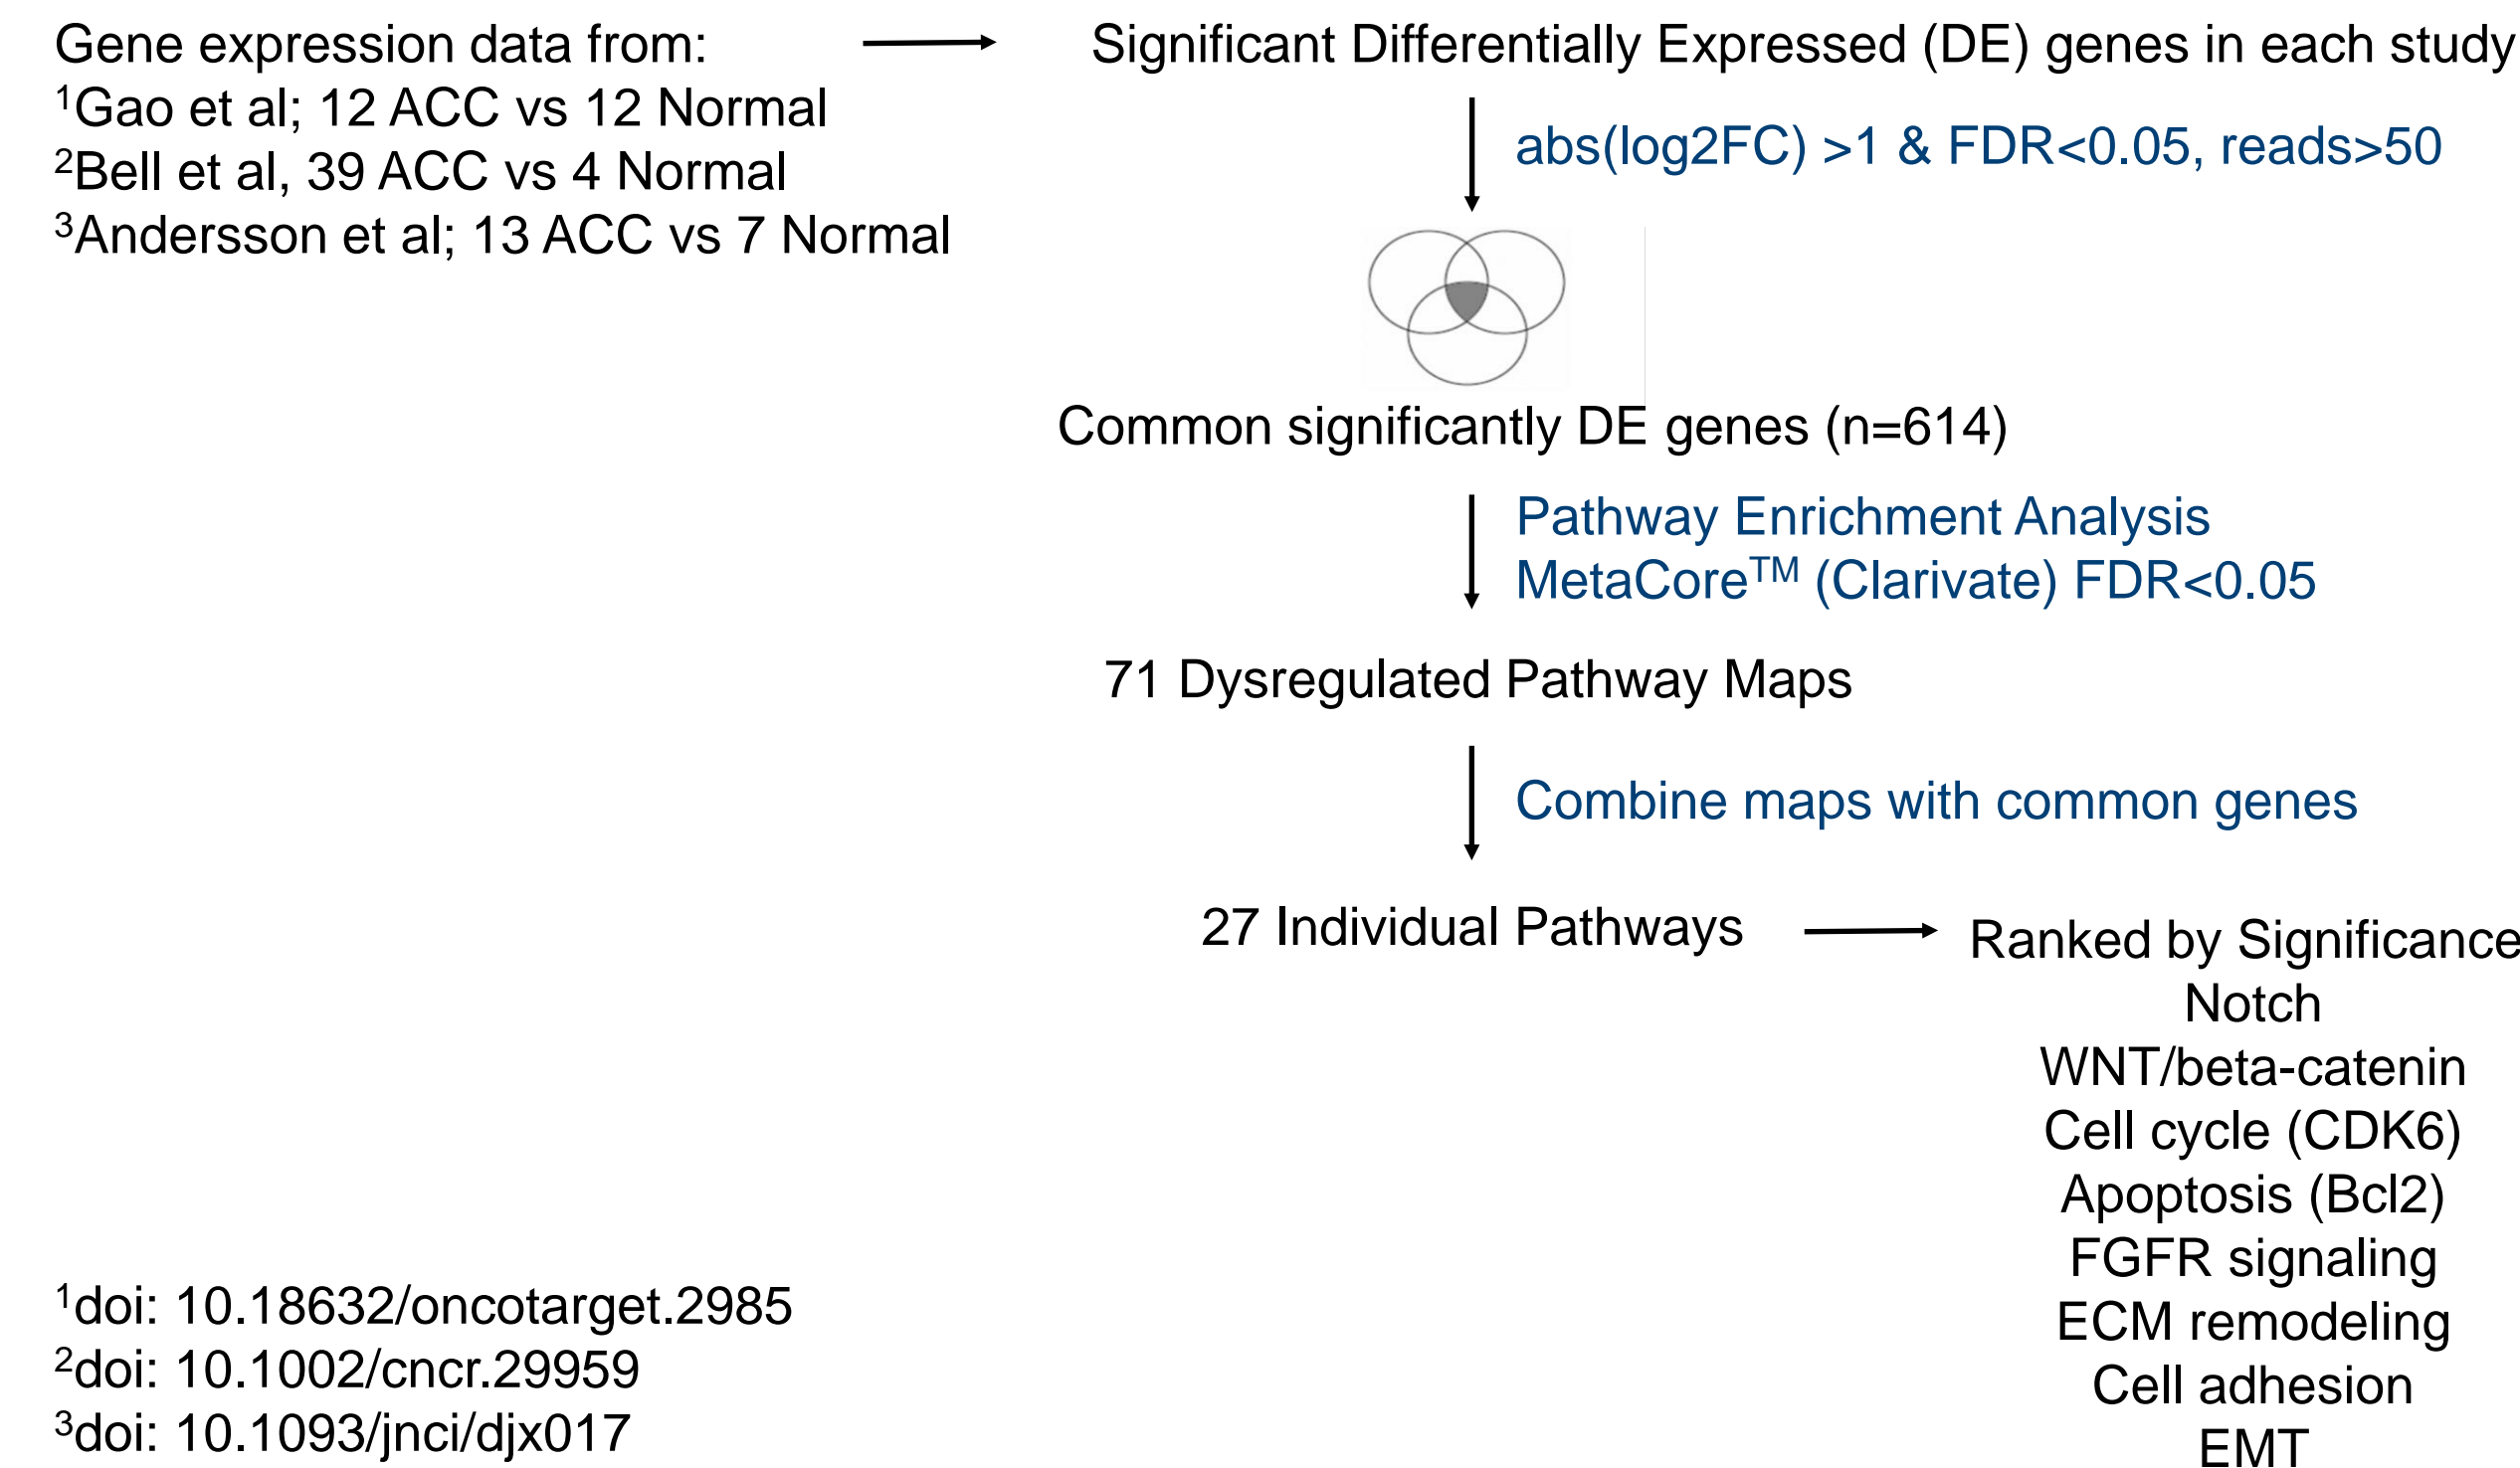 Gene expression data from:
¹Gao et al; 12 ACC vs 12 Normal
²Bell et al, 39 ACC vs 4 Normal
³Andersson et al; 13 ACC vs 7 Normal
Significant Differentially Expressed (DE) genes in each study
abs(log2FC) >1 & FDR<0.05, reads>50
Common significantly DE genes (n=614)
Pathway Enrichment Analysis
MetaCore™ (Clarivate) FDR<0.05
71 Dysregulated Pathway Maps
Combine maps with common genes
27 Individual Pathways
Ranked by Significance
Notch
WNT/beta-catenin
Cell cycle (CDK6)
Apoptosis (Bcl2)
FGFR signaling
ECM remodeling
Cell adhesion
EMT
¹doi: 10.18632/oncotarget.2985
²doi: 10.1002/cncr.29959
³doi: 10.1093/jnci/djx017